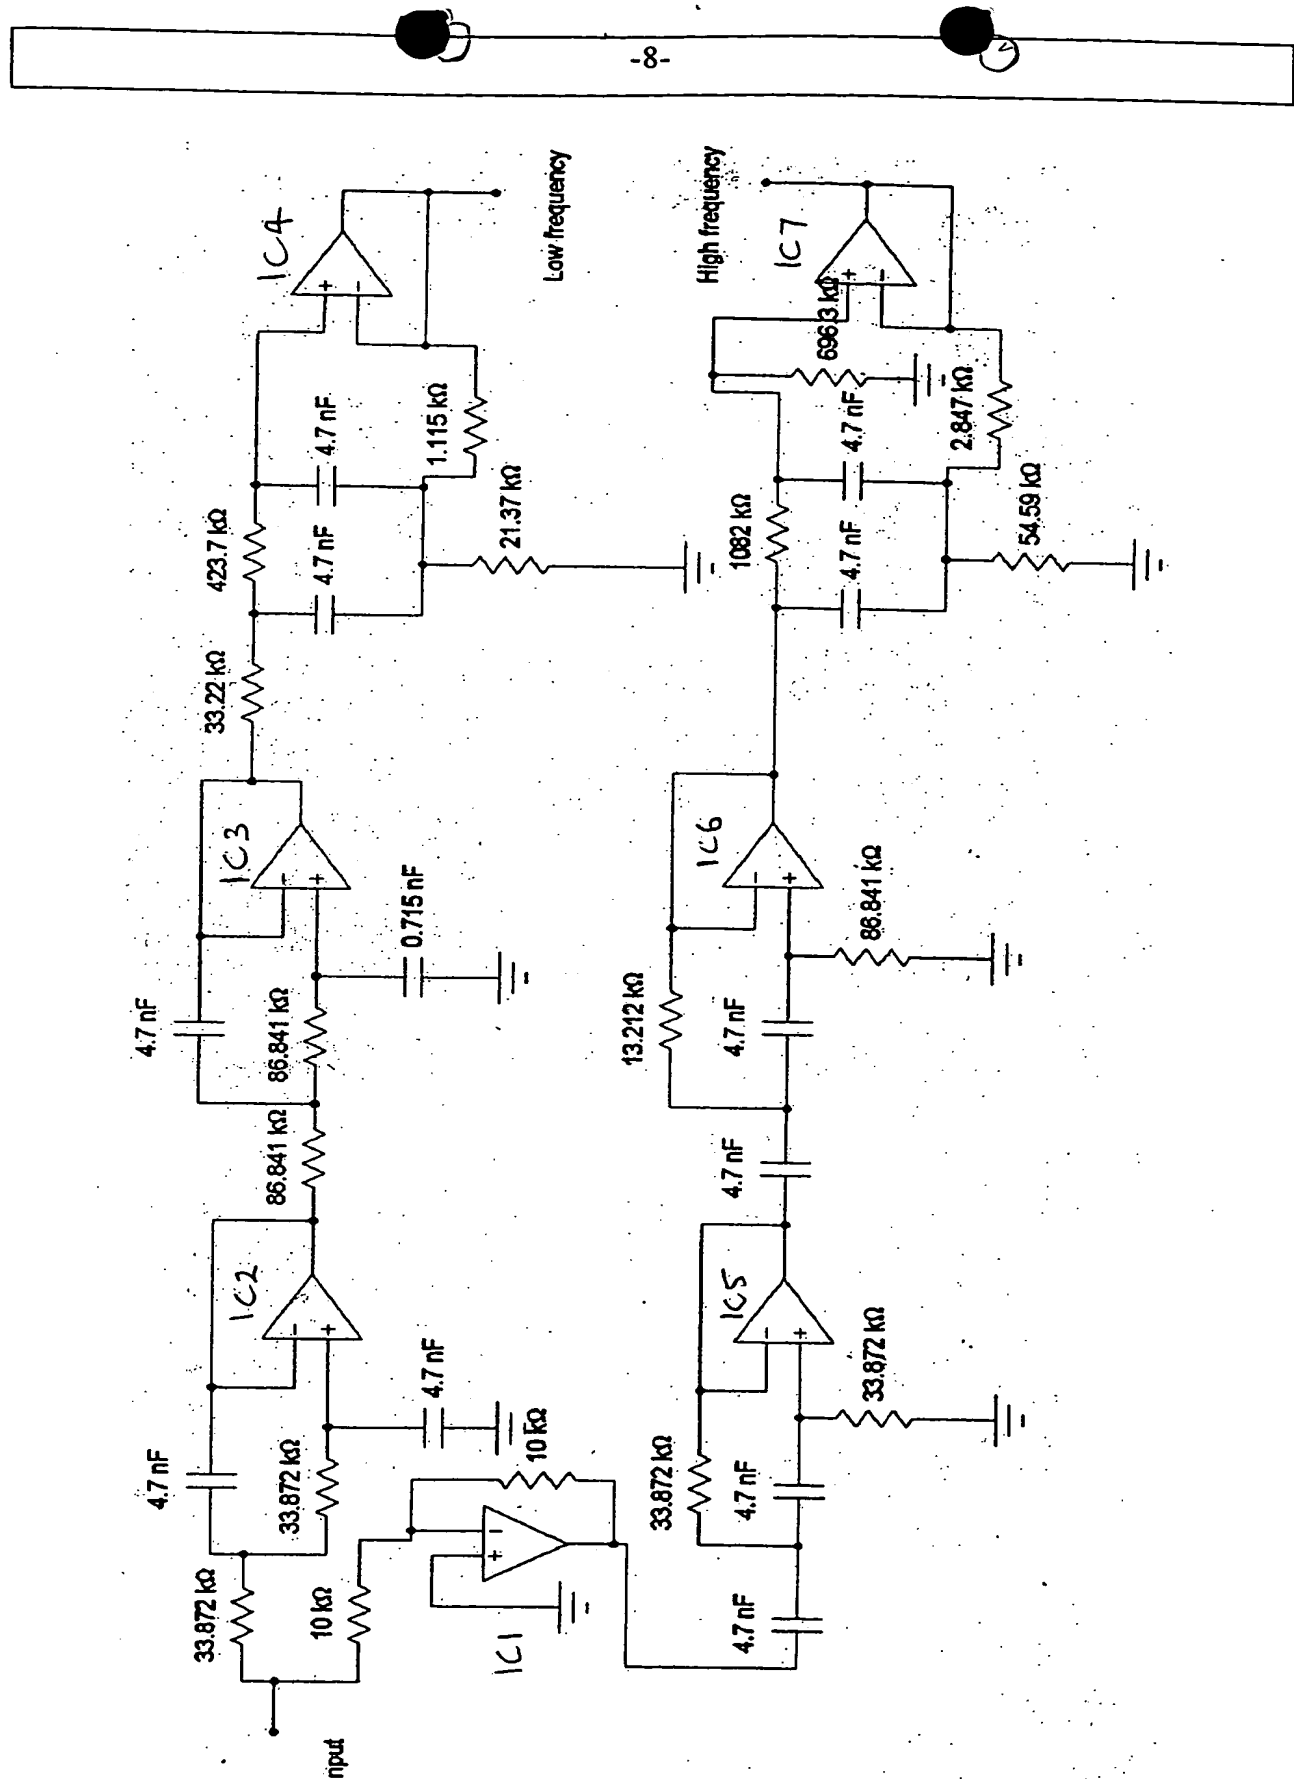 -8-
Low frequency
High frequency
IC4
IC7
696.3 kΩ
4.7 nF
1.115 kΩ
4.7 nF
2.847 kΩ
423.7 kΩ
4.7 nF
21.37 kΩ
1082 kΩ
4.7 nF
54.59 kΩ
33.22 kΩ
IC3
IC6
0.715 nF
86.841 kΩ
4.7 nF
86.841 kΩ
13.212 kΩ
4.7 nF
86.841 kΩ
4.7 nF
IC2
IC5
4.7 nF
33.872 kΩ
4.7 nF
33.872 kΩ
10 kΩ
33.872 kΩ
4.7 nF
33.872 kΩ
10 kΩ
IC1
4.7 nF
nput